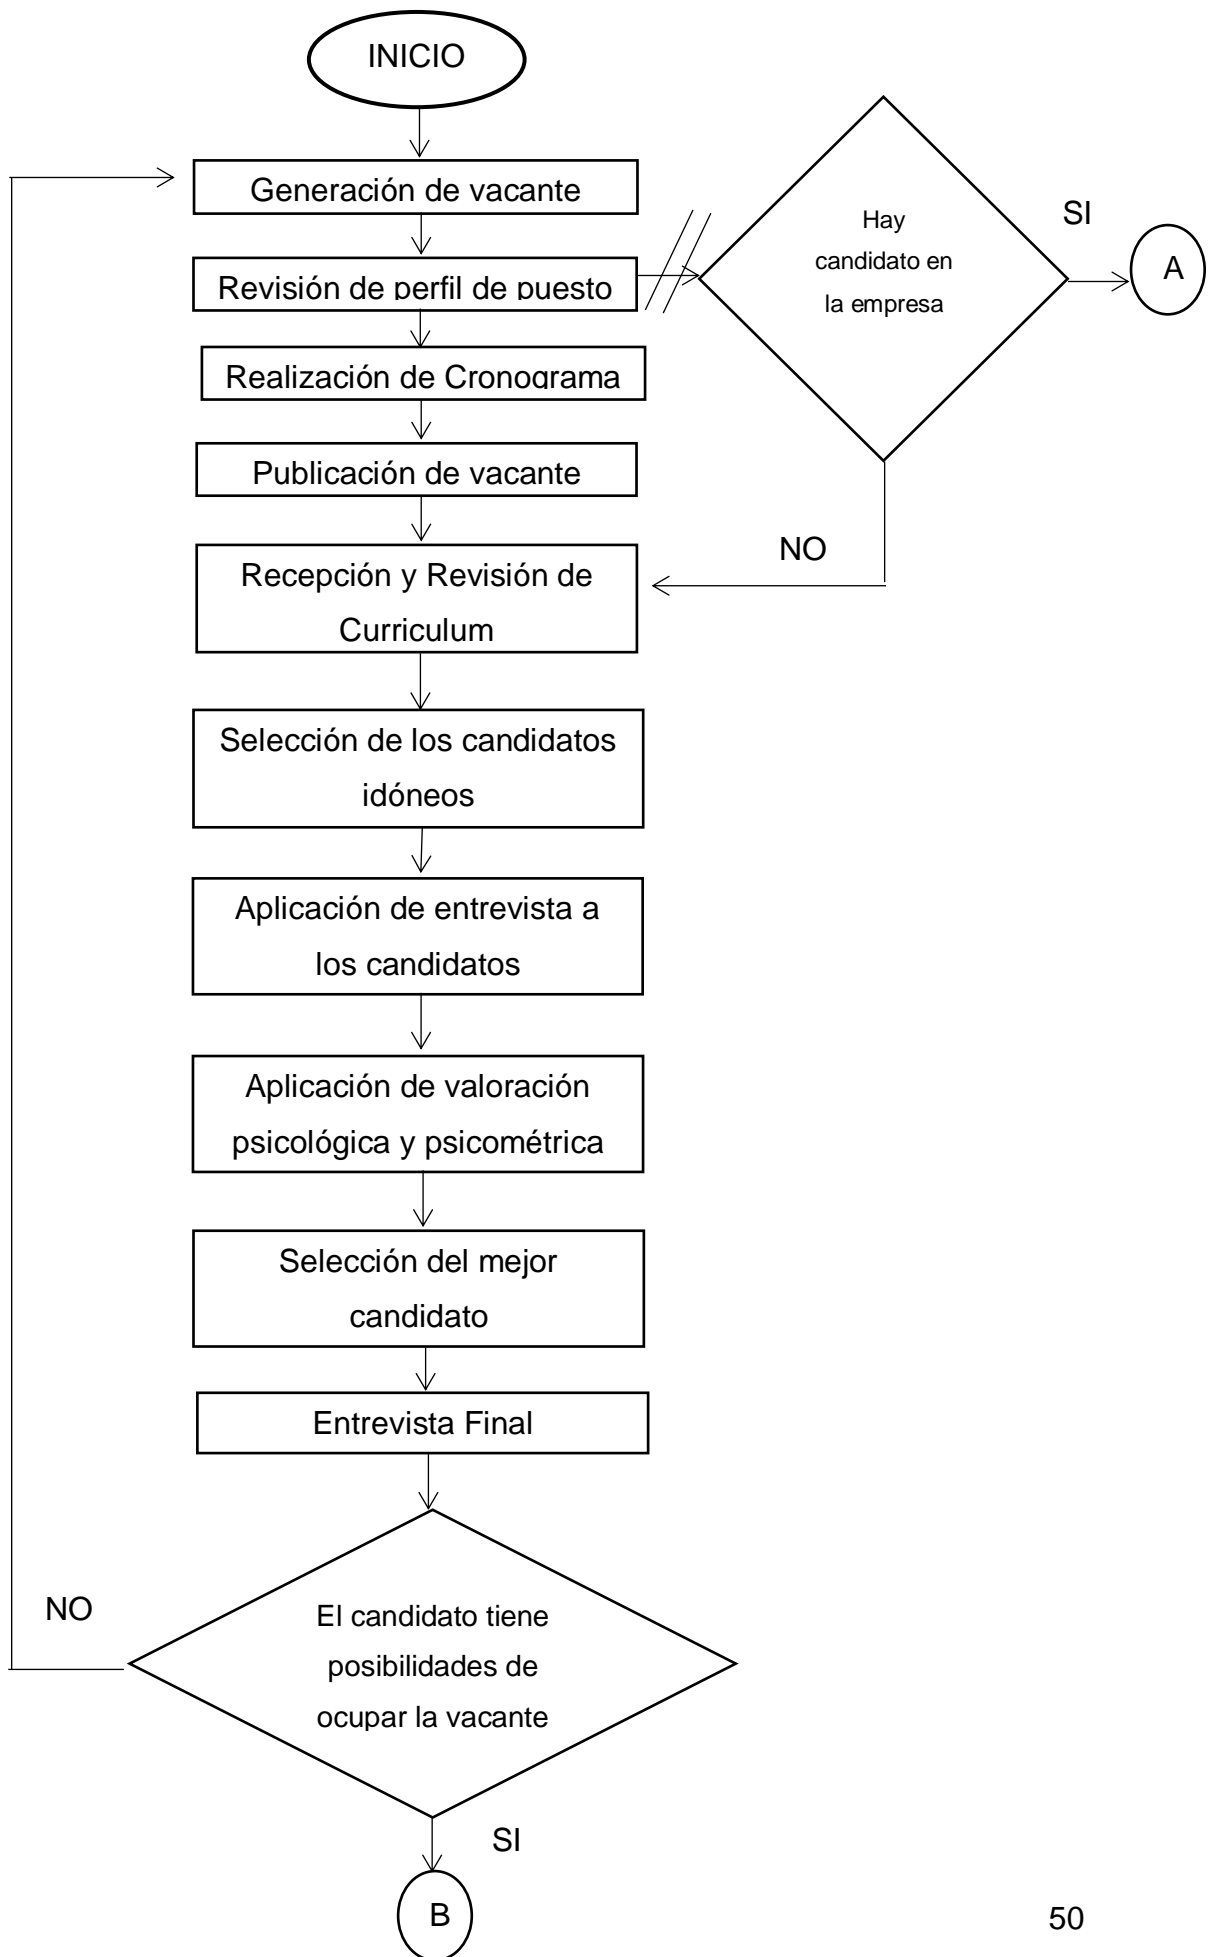 INICIO
Generación de vacante
Revisión de perfil de puesto
Hay
candidato en
la empresa
SI
A
Realización de Cronograma
Publicación de vacante
NO
Recepción y Revisión de
Curriculum
Selección de los candidatos
idóneos
Aplicación de entrevista a
los candidatos
Aplicación de valoración
psicológica y psicométrica
Selección del mejor
candidato
Entrevista Final
NO
El candidato tiene
posibilidades de
ocupar la vacante
SI
B
50